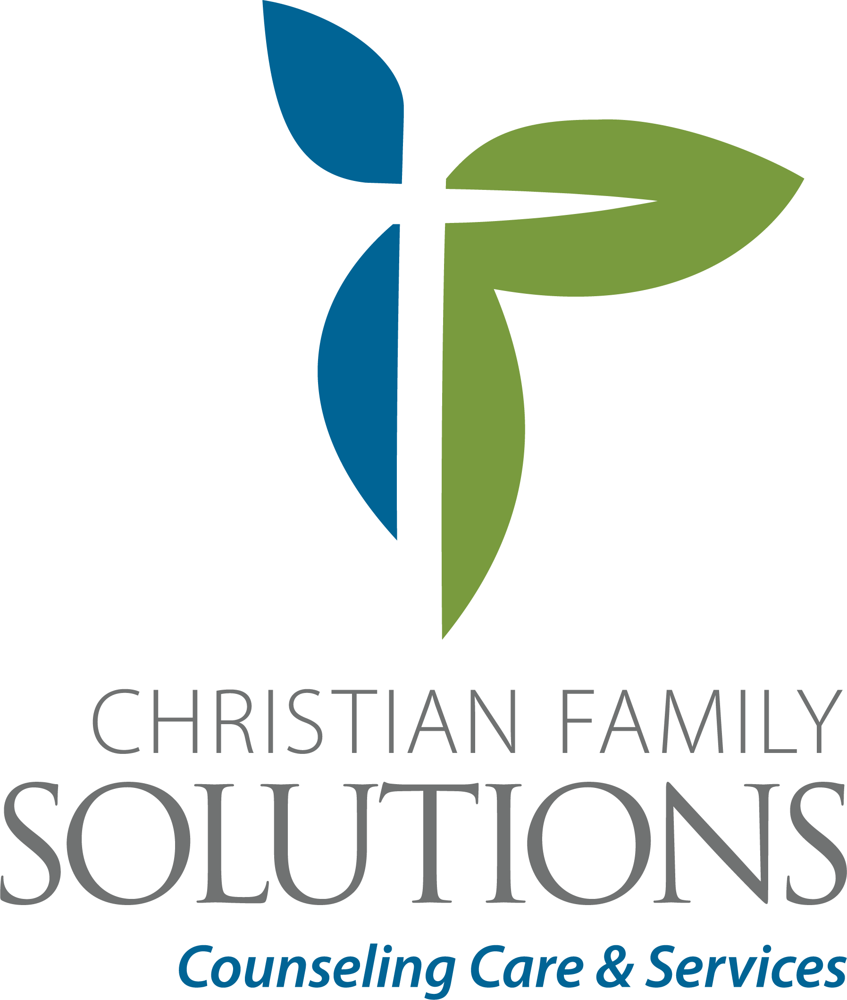 CHRISTIAN FAMILY
SOLUTIONS
Counseling Care & Services